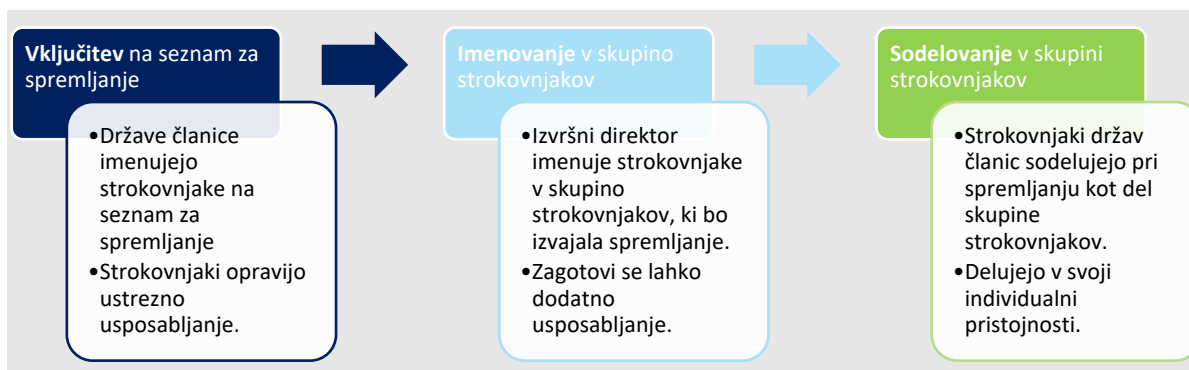 Vključitev na seznam za
spremljanje
•Države članice
imenujejo
strokovnjake na
seznam za
spremljanje
•Strokovnjaki opravijo
ustrezno
usposabljanje.
Imenovanje v skupino
strokovnjakov
•Izvršni direktor
imenuje strokovnjake
v skupino
strokovnjakov, ki bo
izvajala spremljanje.
•Zagotovi se lahko
dodatno
usposabljanje.
Sodelovanje v skupini
strokovnjakov
•Strokovnjaki držav
članic sodelujejo pri
spremljanju kot del
skupine
strokovnjakov.
•Delujejo v svoji
individualni
pristojnosti.